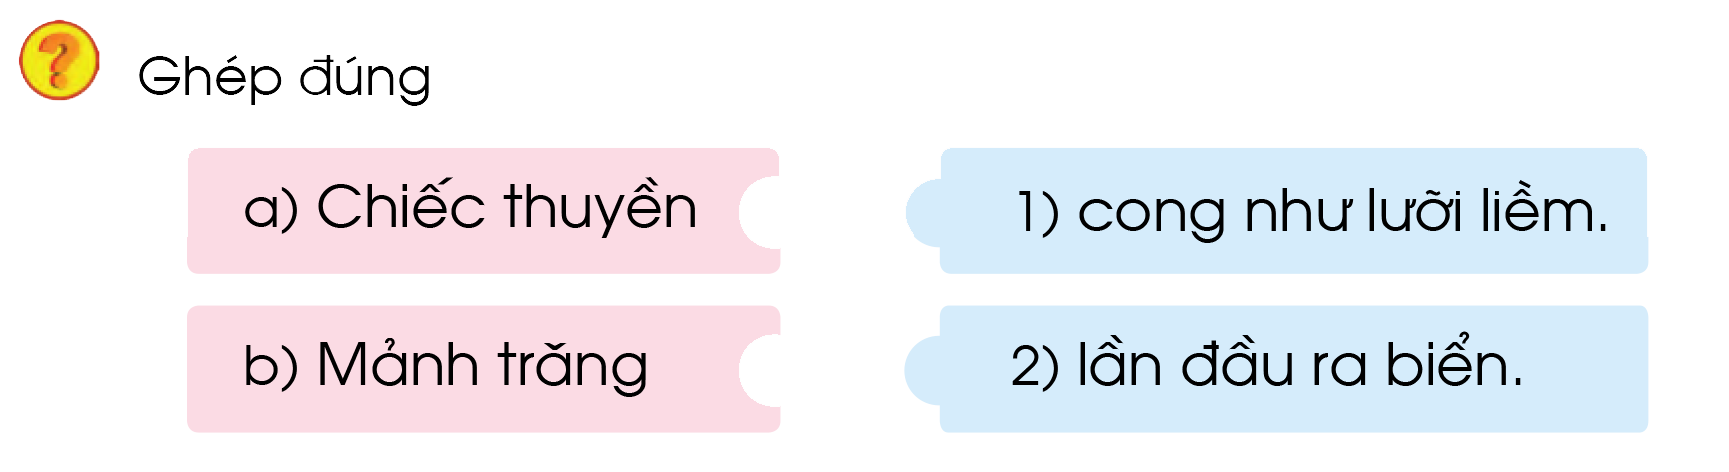 ?
Ghép đúng
a) Chiếc thuyền
1) cong như lưỡi liềm.
b) Mảnh trăng
2) lần đầu ra biển.